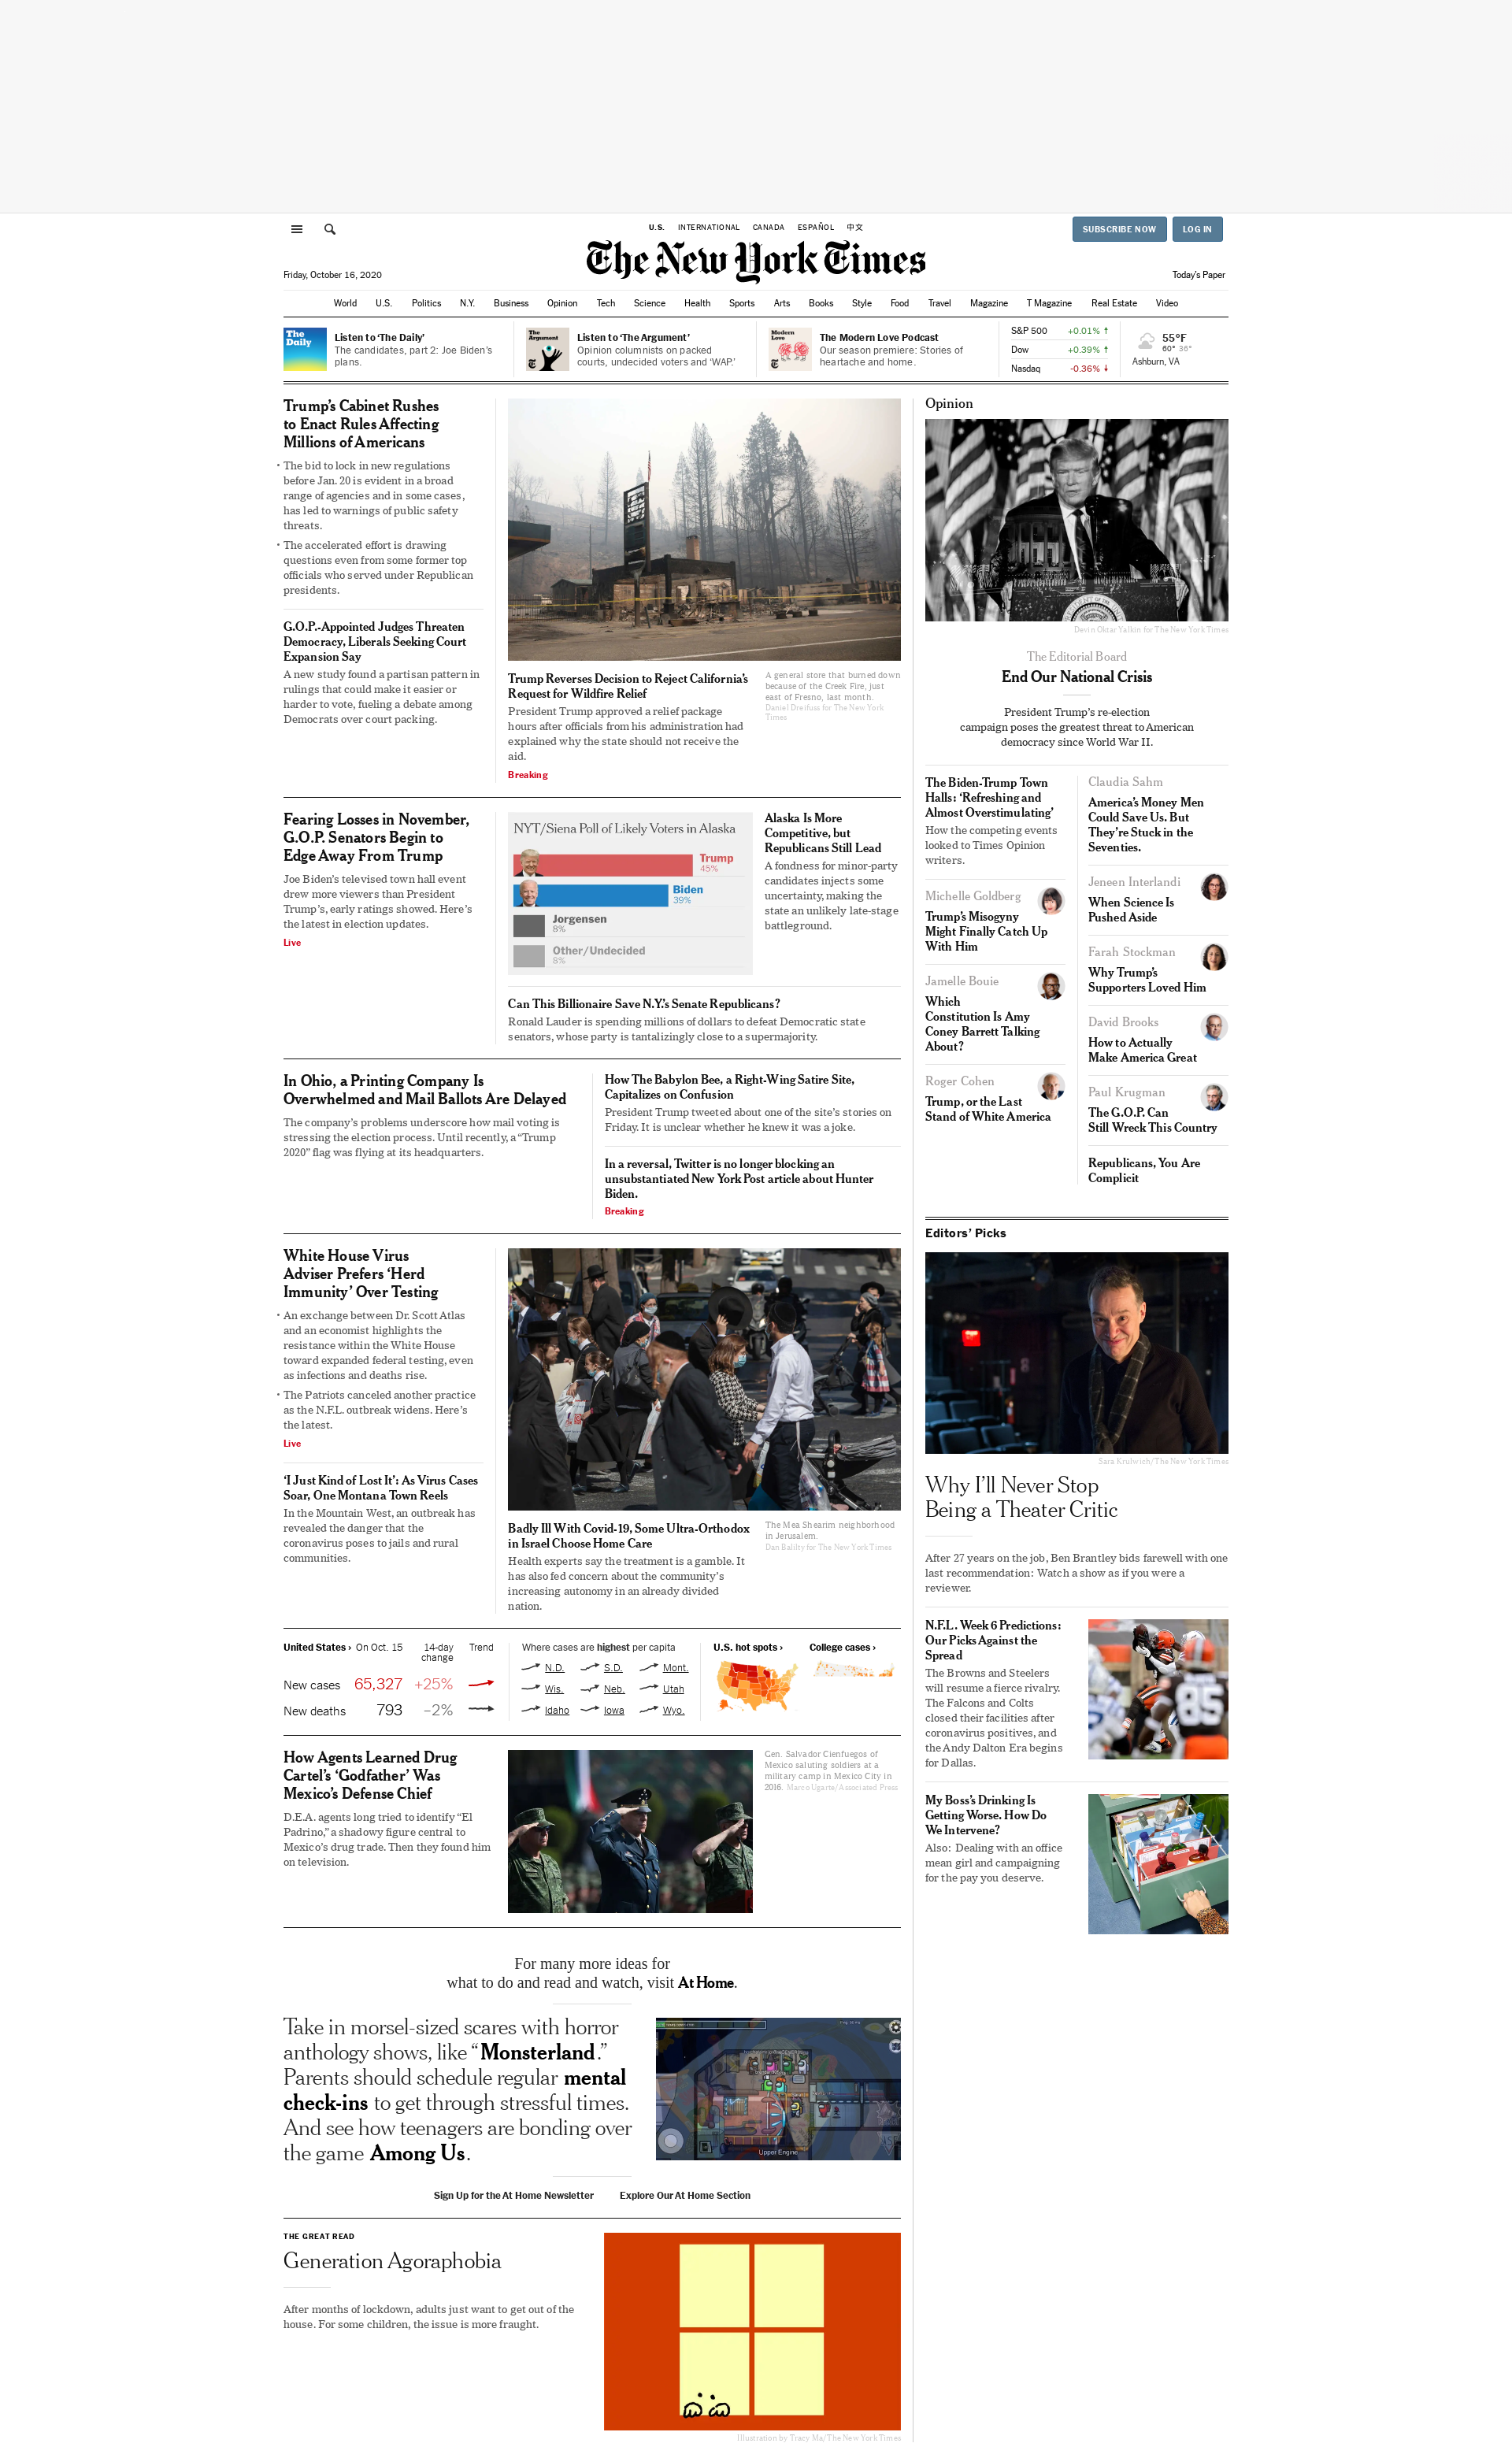 U.S. INTERNATIONAL CANADA ESPAÑOL 中文
SUBSCRIBE NOW LOG IN
The New York Times
Friday, October 16, 2020
Today's Paper
World U.S. Politics N.Y. Business Opinion Tech Science Health Sports Arts Books Style Food Travel Magazine T Magazine Real Estate Video
The Daily
Listen to 'The Daily'
The candidates, part 2: Joe Biden's
plans.
The Argument
Listen to 'The Argument'
Opinion columnists on packed
courts, undecided voters and 'WAP.'
Modern Love
The Modern Love Podcast
Our season premiere: Stories of
heartache and home.
S&P 500 +0.01% ↑
Dow +0.39% ↑
Nasdaq -0.36% ↓
55°F
60° 36°
Ashburn, VA
Trump's Cabinet Rushes
to Enact Rules Affecting
Millions of Americans
• The bid to lock in new regulations
before Jan. 20 is evident in a broad
range of agencies and in some cases,
has led to warnings of public safety
threats.
• The accelerated effort is drawing
questions even from some former top
officials who served under Republican
presidents.
G.O.P.-Appointed Judges Threaten
Democracy, Liberals Seeking Court
Expansion Say
A new study found a partisan pattern in
rulings that could make it easier or
harder to vote, fueling a debate among
Democrats over court packing.
Trump Reverses Decision to Reject California's
Request for Wildfire Relief
President Trump approved a relief package
hours after officials from his administration had
explained why the state should not receive the
aid.
Breaking
A general store that burned down
because of the Creek Fire, just
east of Fresno, last month.
Daniel Dreifuss for The New York
Times
Fearing Losses in November,
G.O.P. Senators Begin to
Edge Away From Trump
Joe Biden's televised town hall event
drew more viewers than President
Trump's, early ratings showed. Here's
the latest in election updates.
Live
NYT/Siena Poll of Likely Voters in Alaska
Trump
45%
Biden
39%
Jorgensen
8%
Other/Undecided
8%
Alaska Is More
Competitive, but
Republicans Still Lead
A fondness for minor-party
candidates injects some
uncertainty, making the
state an unlikely late-stage
battleground.
Can This Billionaire Save N.Y.'s Senate Republicans?
Ronald Lauder is spending millions of dollars to defeat Democratic state
senators, whose party is tantalizingly close to a supermajority.
In Ohio, a Printing Company Is
Overwhelmed and Mail Ballots Are Delayed
The company's problems underscore how mail voting is
stressing the election process. Until recently, a "Trump
2020" flag was flying at its headquarters.
How The Babylon Bee, a Right-Wing Satire Site,
Capitalizes on Confusion
President Trump tweeted about one of the site's stories on
Friday. It is unclear whether he knew it was a joke.
In a reversal, Twitter is no longer blocking an
unsubstantiated New York Post article about Hunter
Biden.
Breaking
White House Virus
Adviser Prefers 'Herd
Immunity' Over Testing
• An exchange between Dr. Scott Atlas
and an economist highlights the
resistance within the White House
toward expanded federal testing, even
as infections and deaths rise.
• The Patriots canceled another practice
as the N.F.L. outbreak widens. Here's
the latest.
Live
'I Just Kind of Lost It': As Virus Cases
Soar, One Montana Town Reels
In the Mountain West, an outbreak has
revealed the danger that the
coronavirus poses to jails and rural
communities.
Badly Ill With Covid-19, Some Ultra-Orthodox
in Israel Choose Home Care
Health experts say the treatment is a gamble. It
has also fed concern about the community's
increasing autonomy in an already divided
nation.
The Mea Shearim neighborhood
in Jerusalem.
Dan Balilty for The New York Times
United States › On Oct. 15 14-day change Trend
New cases 65,327 +25%
New deaths 793 –2%
Where cases are highest per capita
N.D. S.D. Mont.
Wis. Neb. Utah
Idaho Iowa Wyo.
U.S. hot spots › College cases ›
How Agents Learned Drug
Cartel's 'Godfather' Was
Mexico's Defense Chief
D.E.A. agents long tried to identify "El
Padrino," a shadowy figure central to
Mexico's drug trade. Then they found him
on television.
Gen. Salvador Cienfuegos of
Mexico saluting soldiers at a
military camp in Mexico City in
2016. Marco Ugarte/Associated Press
For many more ideas for
what to do and read and watch, visit At Home.
Take in morsel-sized scares with horror
anthology shows, like "Monsterland."
Parents should schedule regular mental
check-ins to get through stressful times.
And see how teenagers are bonding over
the game Among Us.
Upper Engine
Sign Up for the At Home Newsletter Explore Our At Home Section
THE GREAT READ
Generation Agoraphobia
After months of lockdown, adults just want to get out of the
house. For some children, the issue is more fraught.
Illustration by Tracy Ma/The New York Times
Opinion
Devin Oktar Yalkin for The New York Times
The Editorial Board
End Our National Crisis
President Trump's re-election
campaign poses the greatest threat to American
democracy since World War II.
The Biden-Trump Town
Halls: 'Refreshing and
Almost Overstimulating'
How the competing events
looked to Times Opinion
writers.
Michelle Goldberg
Trump's Misogyny
Might Finally Catch Up
With Him
Jamelle Bouie
Which
Constitution Is Amy
Coney Barrett Talking
About?
Roger Cohen
Trump, or the Last
Stand of White America
Claudia Sahm
America's Money Men
Could Save Us. But
They're Stuck in the
Seventies.
Jeneen Interlandi
When Science Is
Pushed Aside
Farah Stockman
Why Trump's
Supporters Loved Him
David Brooks
How to Actually
Make America Great
Paul Krugman
The G.O.P. Can
Still Wreck This Country
Republicans, You Are
Complicit
Editors' Picks
Sara Krulwich/The New York Times
Why I'll Never Stop
Being a Theater Critic
After 27 years on the job, Ben Brantley bids farewell with one
last recommendation: Watch a show as if you were a
reviewer.
N.F.L. Week 6 Predictions:
Our Picks Against the
Spread
The Browns and Steelers
will resume a fierce rivalry.
The Falcons and Colts
closed their facilities after
coronavirus positives, and
the Andy Dalton Era begins
for Dallas.
85
My Boss's Drinking Is
Getting Worse. How Do
We Intervene?
Also: Dealing with an office
mean girl and campaigning
for the pay you deserve.